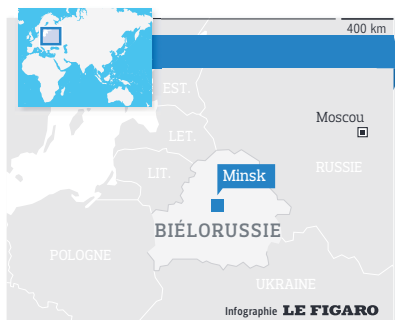 400 km
EST.
Moscou
LET.
LIT.
RUSSIE
Minsk
BIÉLORUSSIE
POLOGNE
UKRAINE
Infographie LE FIGARO